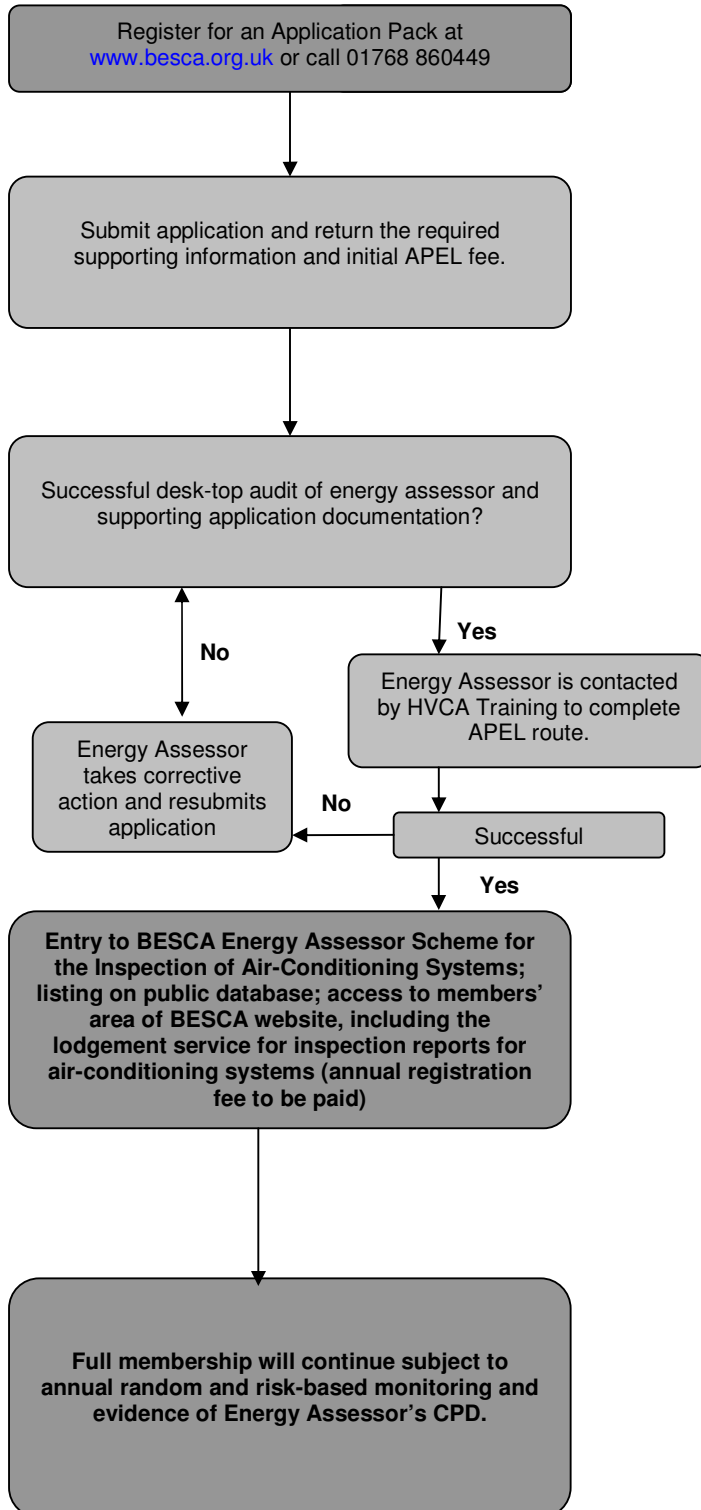 Register for an Application Pack at
www.besca.org.uk or call 01768 860449
Submit application and return the required
supporting information and initial APEL fee.
Successful desk-top audit of energy assessor and
supporting application documentation?
No
Yes
Energy Assessor is contacted
by HVCA Training to complete
APEL route.
Energy Assessor
takes corrective
action and resubmits
application
No
Successful
Yes
Entry to BESCA Energy Assessor Scheme for
the Inspection of Air-Conditioning Systems;
listing on public database; access to members’
area of BESCA website, including the
lodgement service for inspection reports for
air-conditioning systems (annual registration
fee to be paid)
Full membership will continue subject to
annual random and risk-based monitoring and
evidence of Energy Assessor’s CPD.